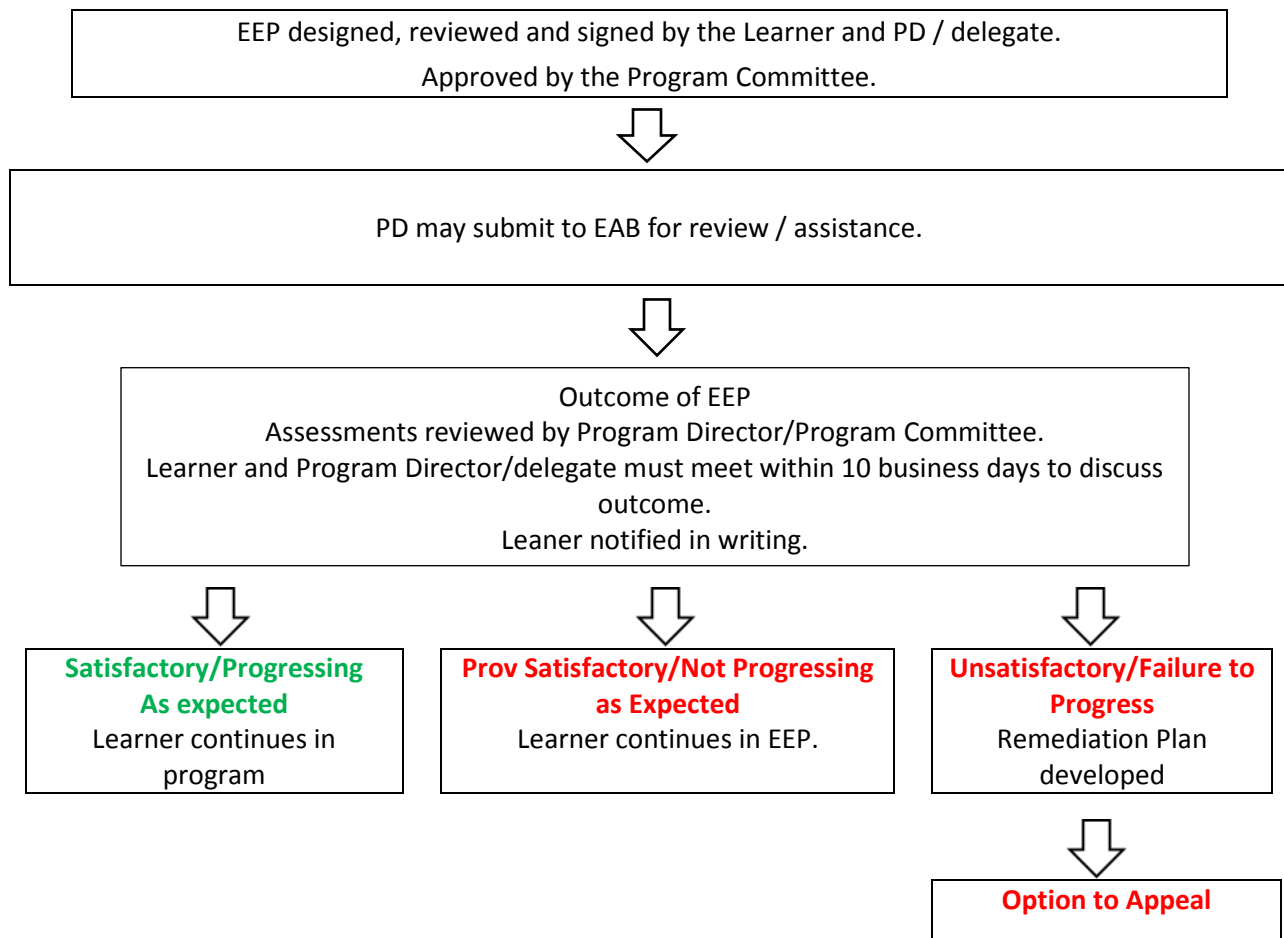 EEP designed, reviewed and signed by the Learner and PD / delegate.
Approved by the Program Committee.
PD may submit to EAB for review / assistance.
Outcome of EEP
Assessments reviewed by Program Director/Program Committee.
Learner and Program Director/delegate must meet within 10 business days to discuss
outcome.
Leaner notified in writing.
Satisfactory/Progressing
As expected
Learner continues in
program
Prov Satisfactory/Not Progressing
as Expected
Learner continues in EEP.
Unsatisfactory/Failure to
Progress
Remediation Plan
developed
Option to Appeal